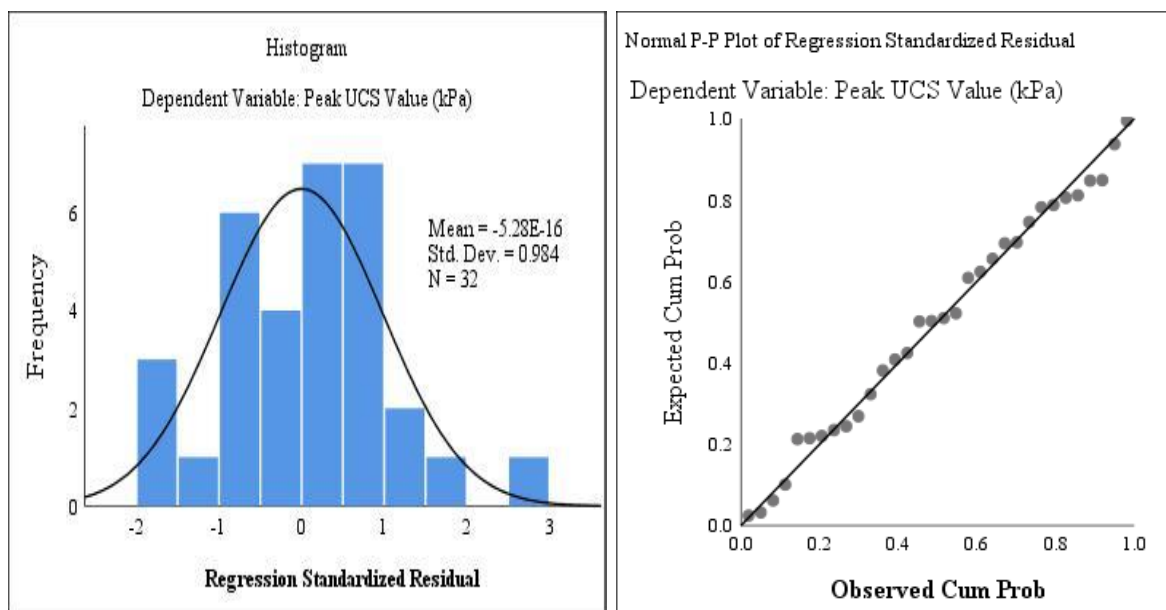 Histogram
Dependent Variable: Peak UCS Value (kPa)
Mean = -5.28E-16
Std. Dev. = 0.984
N = 32
Frequency
6
4
2
0
-2 -1 0 1 2 3
Regression Standardized Residual
Normal P-P Plot of Regression Standardized Residual
Dependent Variable: Peak UCS Value (kPa)
Expected Cum Prob
1.0
0.8
0.6
0.4
0.2
0.0
0.0 0.2 0.4 0.6 0.8 1.0
Observed Cum Prob